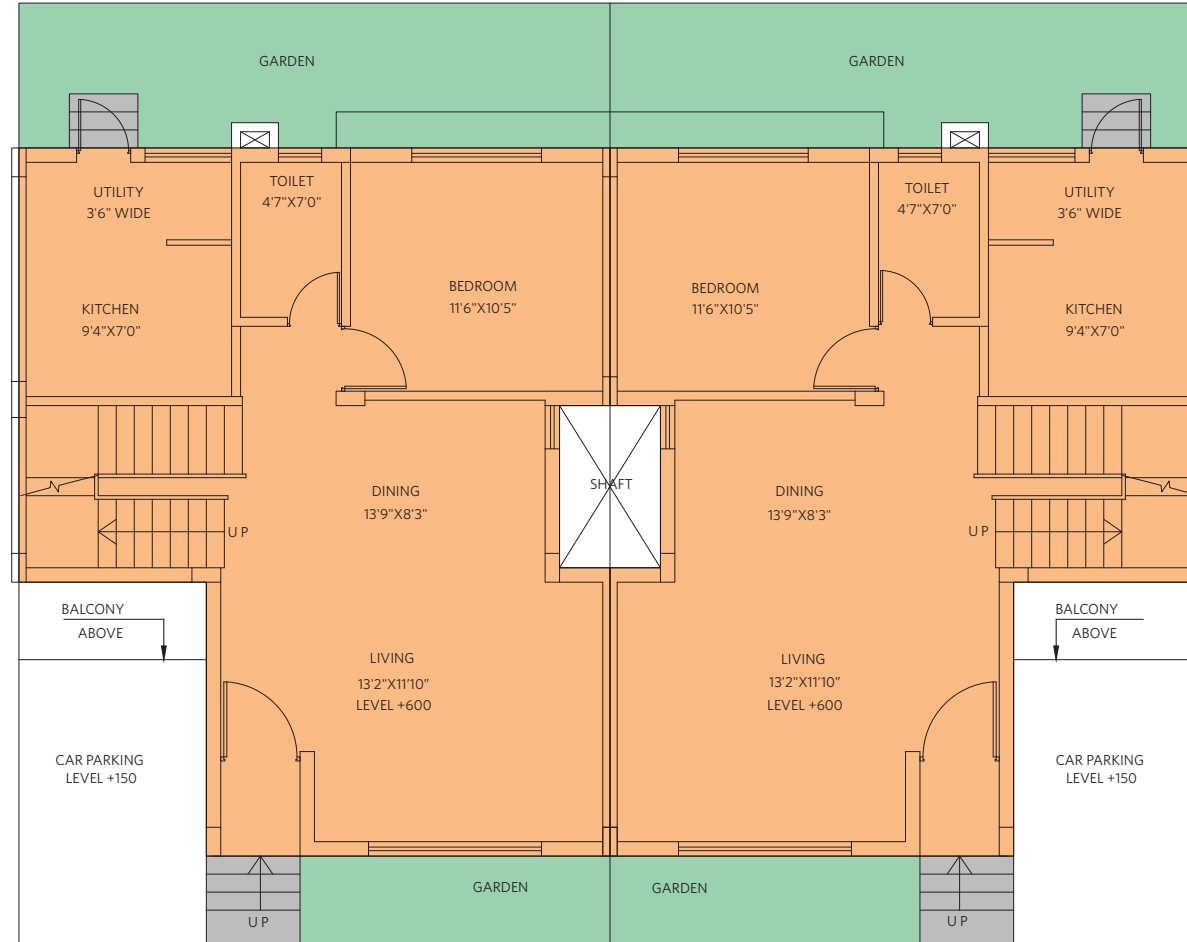 GARDEN
GARDEN
UTILITY
3'6" WIDE
TOILET
4'7"X7'0"
TOILET
4'7"X7'0"
UTILITY
3'6" WIDE
BEDROOM
11'6"X10'5"
BEDROOM
11'6"X10'5"
KITCHEN
9'4"X7'0"
KITCHEN
9'4"X7'0"
DINING
13'9"X8'3"
SHAFT
DINING
13'9"X8'3"
UP
UP
BALCONY
ABOVE
BALCONY
ABOVE
LIVING
13'2"X11'10"
LEVEL +600
LIVING
13'2"X11'10"
LEVEL +600
CAR PARKING
LEVEL +150
CAR PARKING
LEVEL +150
GARDEN
GARDEN
UP
UP